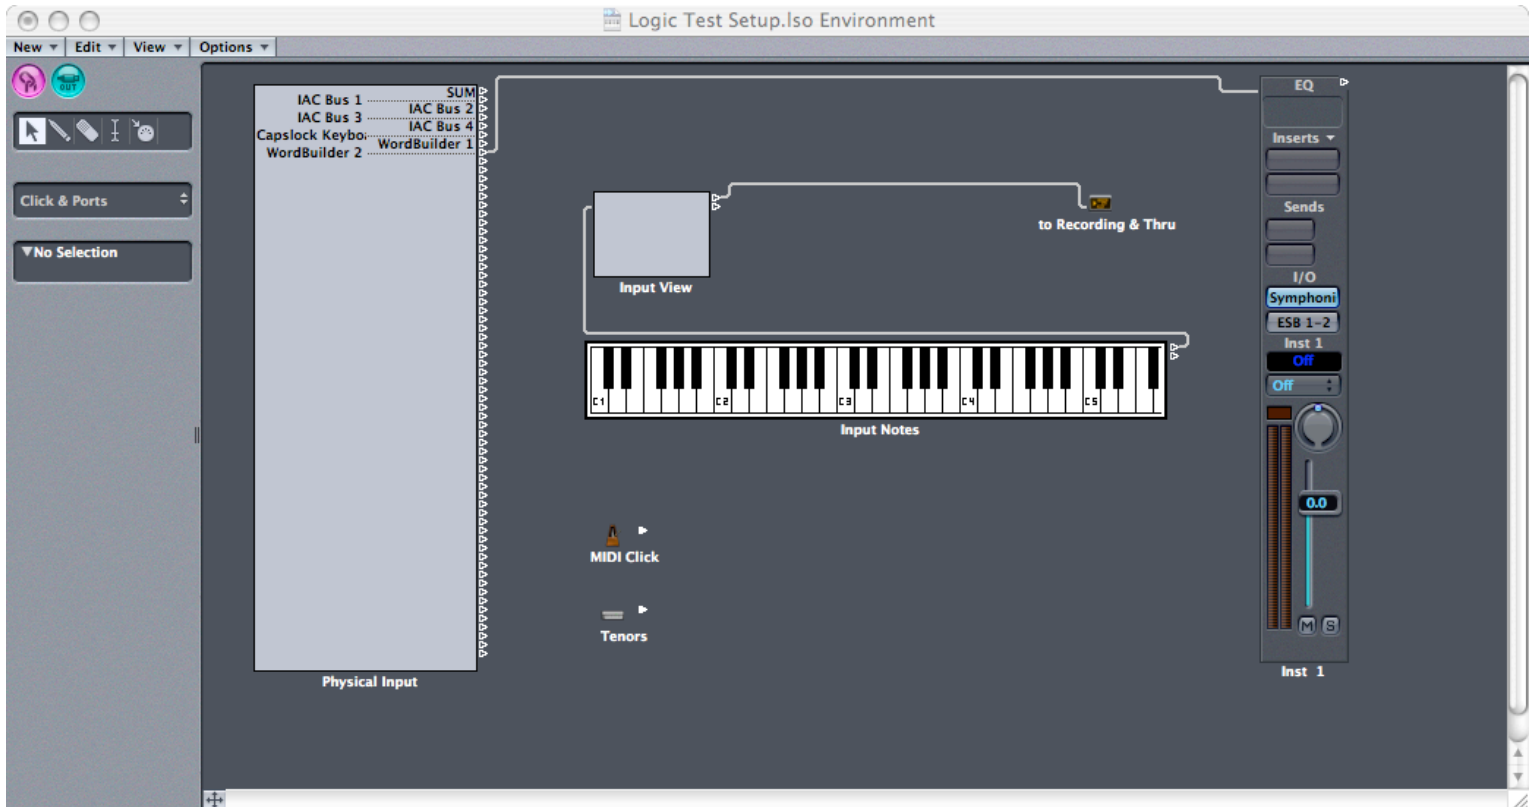 Logic Test Setup.lso Environment
New Edit View Options
OUT
Click & Ports
No Selection
SUM
IAC Bus 1
IAC Bus 2
IAC Bus 3
IAC Bus 4
Capslock Keyboa
WordBuilder 1
WordBuilder 2
Physical Input
Input View
to Recording & Thru
C1 C2 C3 C4 C5
Input Notes
MIDI Click
Tenors
EQ
Inserts
Sends
I/O
Symphoni
ESB 1-2
Inst 1
Off
Off
0.0
M S
Inst 1